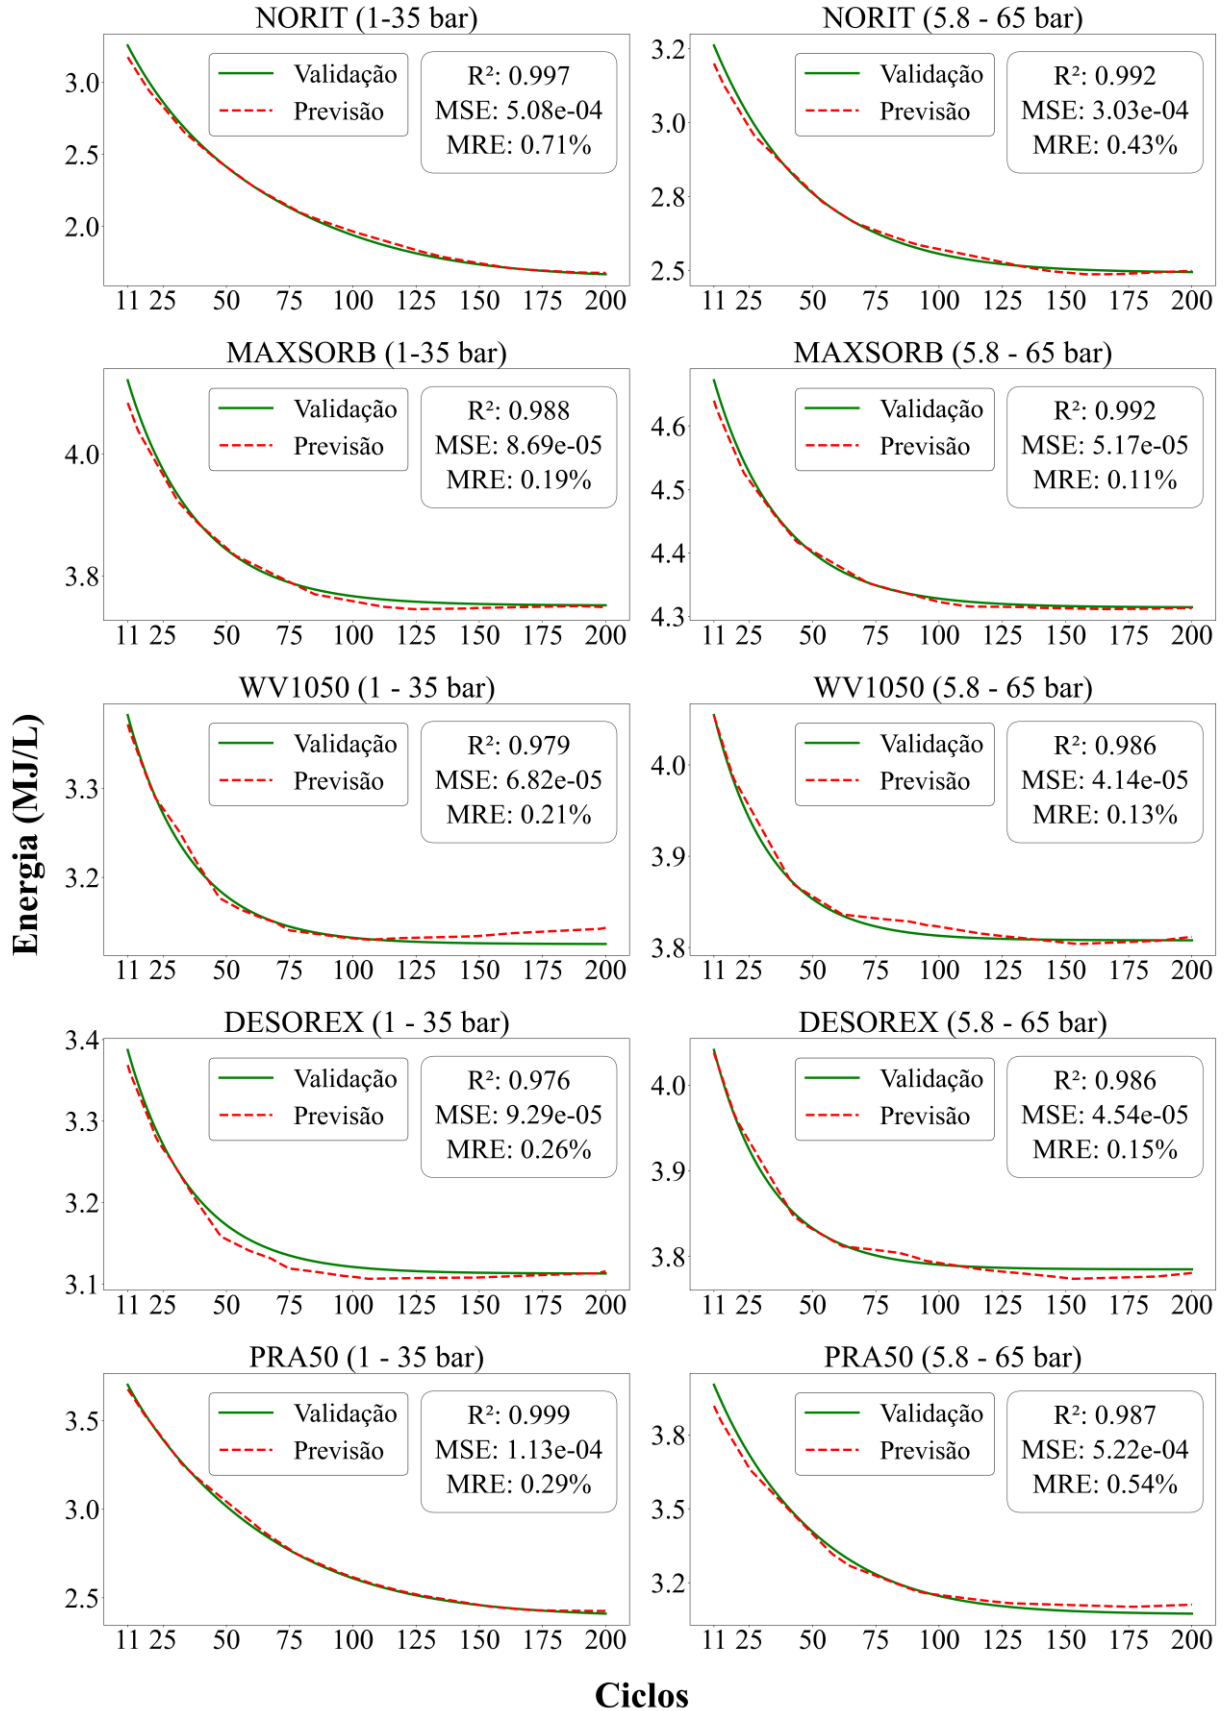 NORIT (1-35 bar)
3.0
2.5
2.0
Validação
Previsão
R²: 0.997
MSE: 5.08e-04
MRE: 0.71%
11 25 50 75 100 125 150 175 200
NORIT (5.8 - 65 bar)
3.2
3.0
2.8
2.5
Validação
Previsão
R²: 0.992
MSE: 3.03e-04
MRE: 0.43%
11 25 50 75 100 125 150 175 200
MAXSORB (1-35 bar)
4.0
3.8
Validação
Previsão
R²: 0.988
MSE: 8.69e-05
MRE: 0.19%
11 25 50 75 100 125 150 175 200
MAXSORB (5.8 - 65 bar)
4.6
4.5
4.4
4.3
Validação
Previsão
R²: 0.992
MSE: 5.17e-05
MRE: 0.11%
11 25 50 75 100 125 150 175 200
Energia (MJ/L)
WV1050 (1 - 35 bar)
3.3
3.2
Validação
Previsão
R²: 0.979
MSE: 6.82e-05
MRE: 0.21%
11 25 50 75 100 125 150 175 200
WV1050 (5.8 - 65 bar)
4.0
3.9
3.8
Validação
Previsão
R²: 0.986
MSE: 4.14e-05
MRE: 0.13%
11 25 50 75 100 125 150 175 200
DESOREX (1 - 35 bar)
3.4
3.3
3.2
3.1
Validação
Previsão
R²: 0.976
MSE: 9.29e-05
MRE: 0.26%
11 25 50 75 100 125 150 175 200
DESOREX (5.8 - 65 bar)
4.0
3.9
3.8
Validação
Previsão
R²: 0.986
MSE: 4.54e-05
MRE: 0.15%
11 25 50 75 100 125 150 175 200
PRA50 (1 - 35 bar)
3.5
3.0
2.5
Validação
Previsão
R²: 0.999
MSE: 1.13e-04
MRE: 0.29%
11 25 50 75 100 125 150 175 200
PRA50 (5.8 - 65 bar)
3.8
3.5
3.2
Validação
Previsão
R²: 0.987
MSE: 5.22e-04
MRE: 0.54%
11 25 50 75 100 125 150 175 200
Ciclos